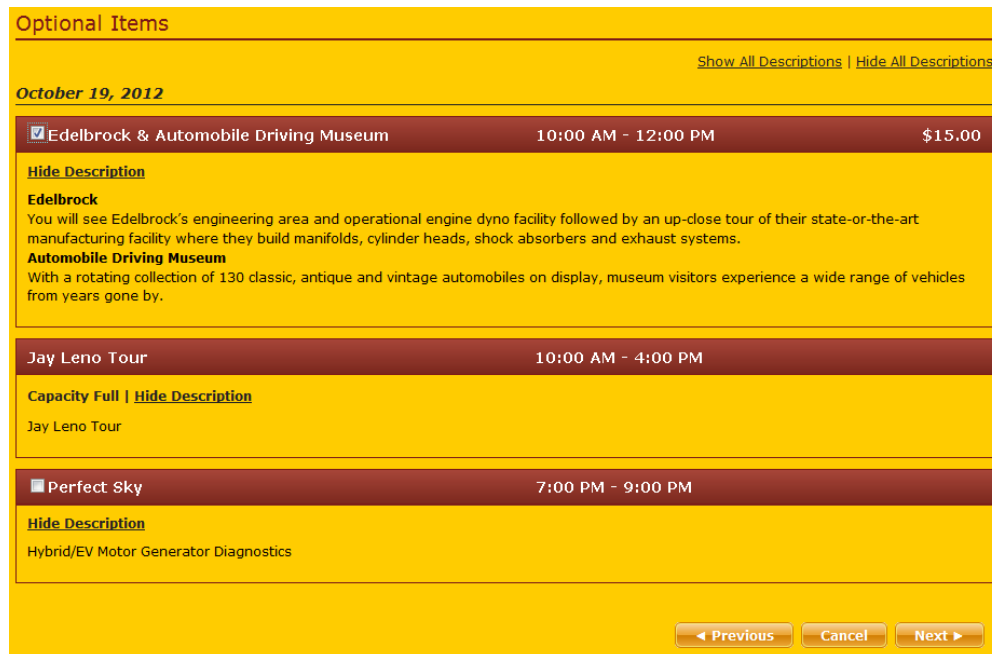 Optional Items
Show All Descriptions | Hide All Descriptions
October 19, 2012
Edelbrock & Automobile Driving Museum 10:00 AM - 12:00 PM $15.00
Hide Description
Edelbrock
You will see Edelbrock's engineering area and operational engine dyno facility followed by an up-close tour of their state-or-the-art
manufacturing facility where they build manifolds, cylinder heads, shock absorbers and exhaust systems.
Automobile Driving Museum
With a rotating collection of 130 classic, antique and vintage automobiles on display, museum visitors experience a wide range of vehicles
from years gone by.
Jay Leno Tour 10:00 AM - 4:00 PM
Capacity Full | Hide Description
Jay Leno Tour
Perfect Sky 7:00 PM - 9:00 PM
Hide Description
Hybrid/EV Motor Generator Diagnostics
◄ Previous Cancel Next ►